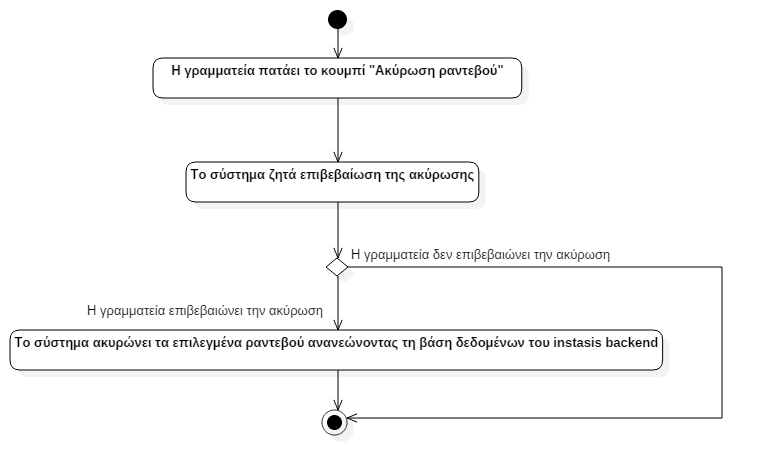 Η γραμματεία πατάει το κουμπί "Ακύρωση ραντεβού"
Το σύστημα ζητά επιβεβαίωση της ακύρωσης
Η γραμματεία δεν επιβεβαιώνει την ακύρωση
Η γραμματεία επιβεβαιώνει την ακύρωση
Το σύστημα ακυρώνει τα επιλεγμένα ραντεβού ανανεώνοντας τη βάση δεδομένων του instasis backend